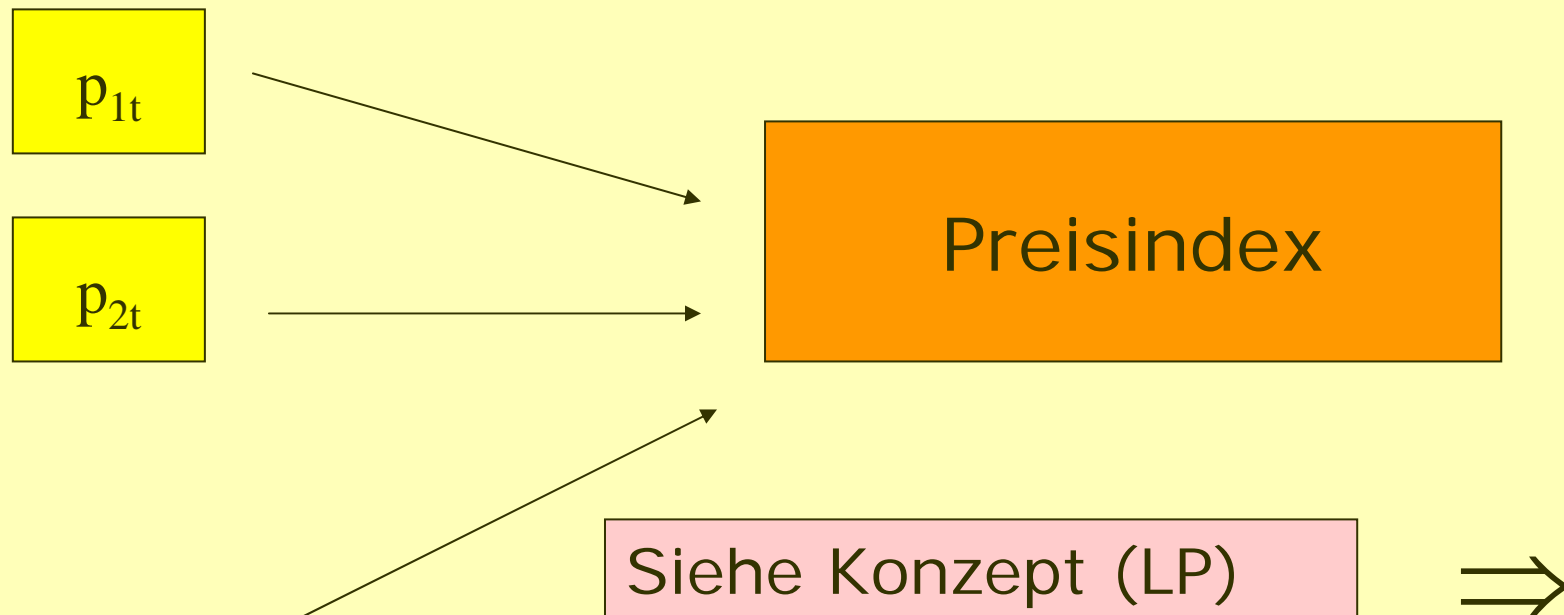 p₁ₜ
Preisindex
p₂ₜ
Siehe Konzept (LP)
⇒